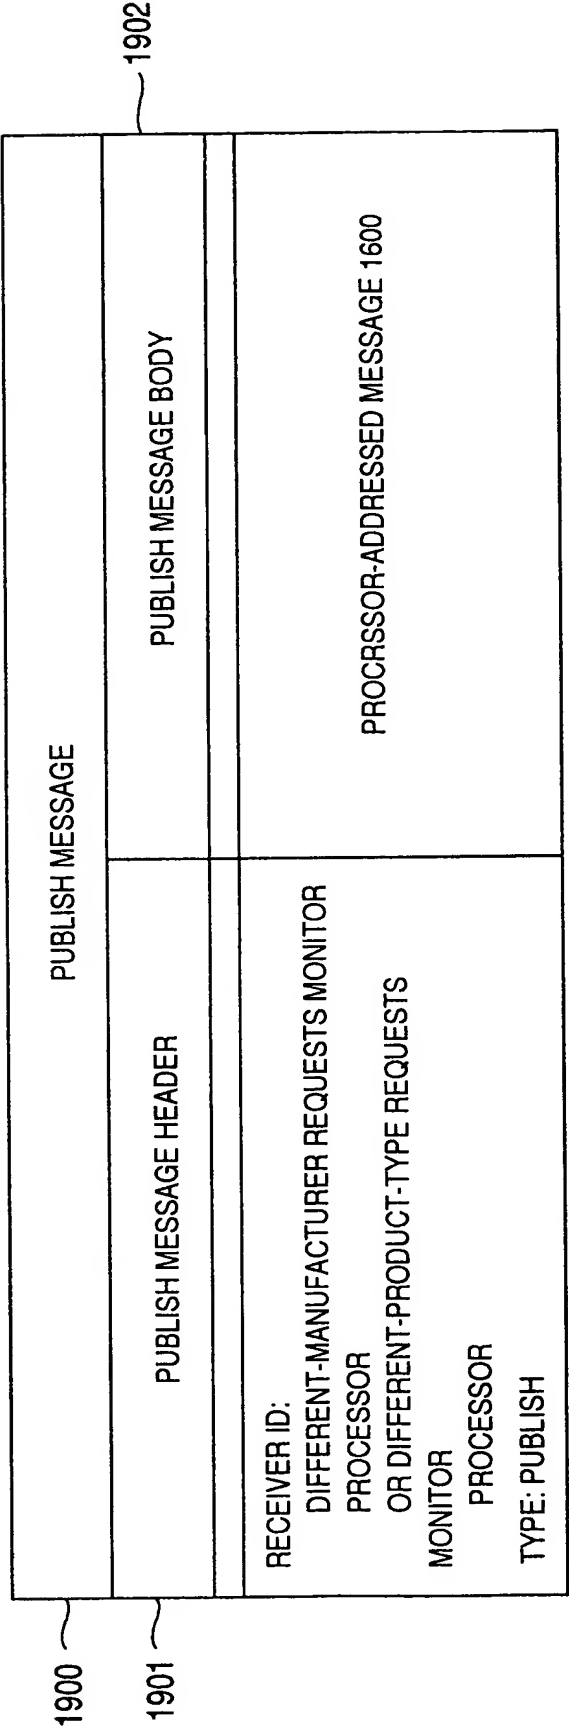 1900
PUBLISH MESSAGE
1901
PUBLISH MESSAGE HEADER
PUBLISH MESSAGE BODY
1902
RECEIVER ID:
DIFFERENT-MANUFACTURER REQUESTS MONITOR
PROCESSOR
OR DIFFERENT-PRODUCT-TYPE REQUESTS
MONITOR
PROCESSOR
TYPE: PUBLISH
PROCRSSOR-ADDRESSED MESSAGE 1600